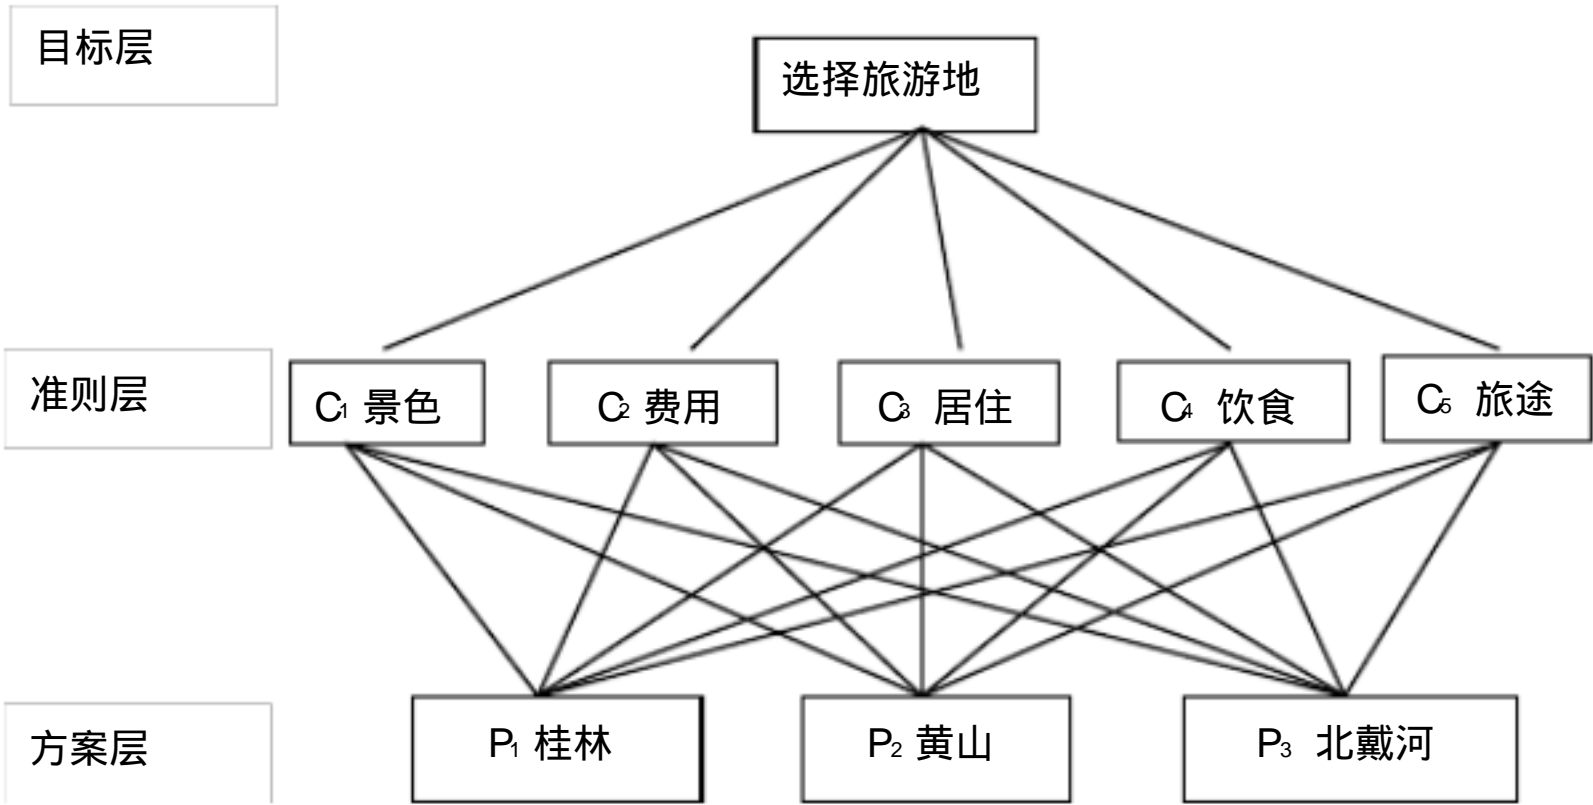 目标层
选择旅游地
准则层
C1 景色
C2 费用
C3 居住
C4 饮食
C5 旅途
方案层
P1 桂林
P2 黄山
P3 北戴河